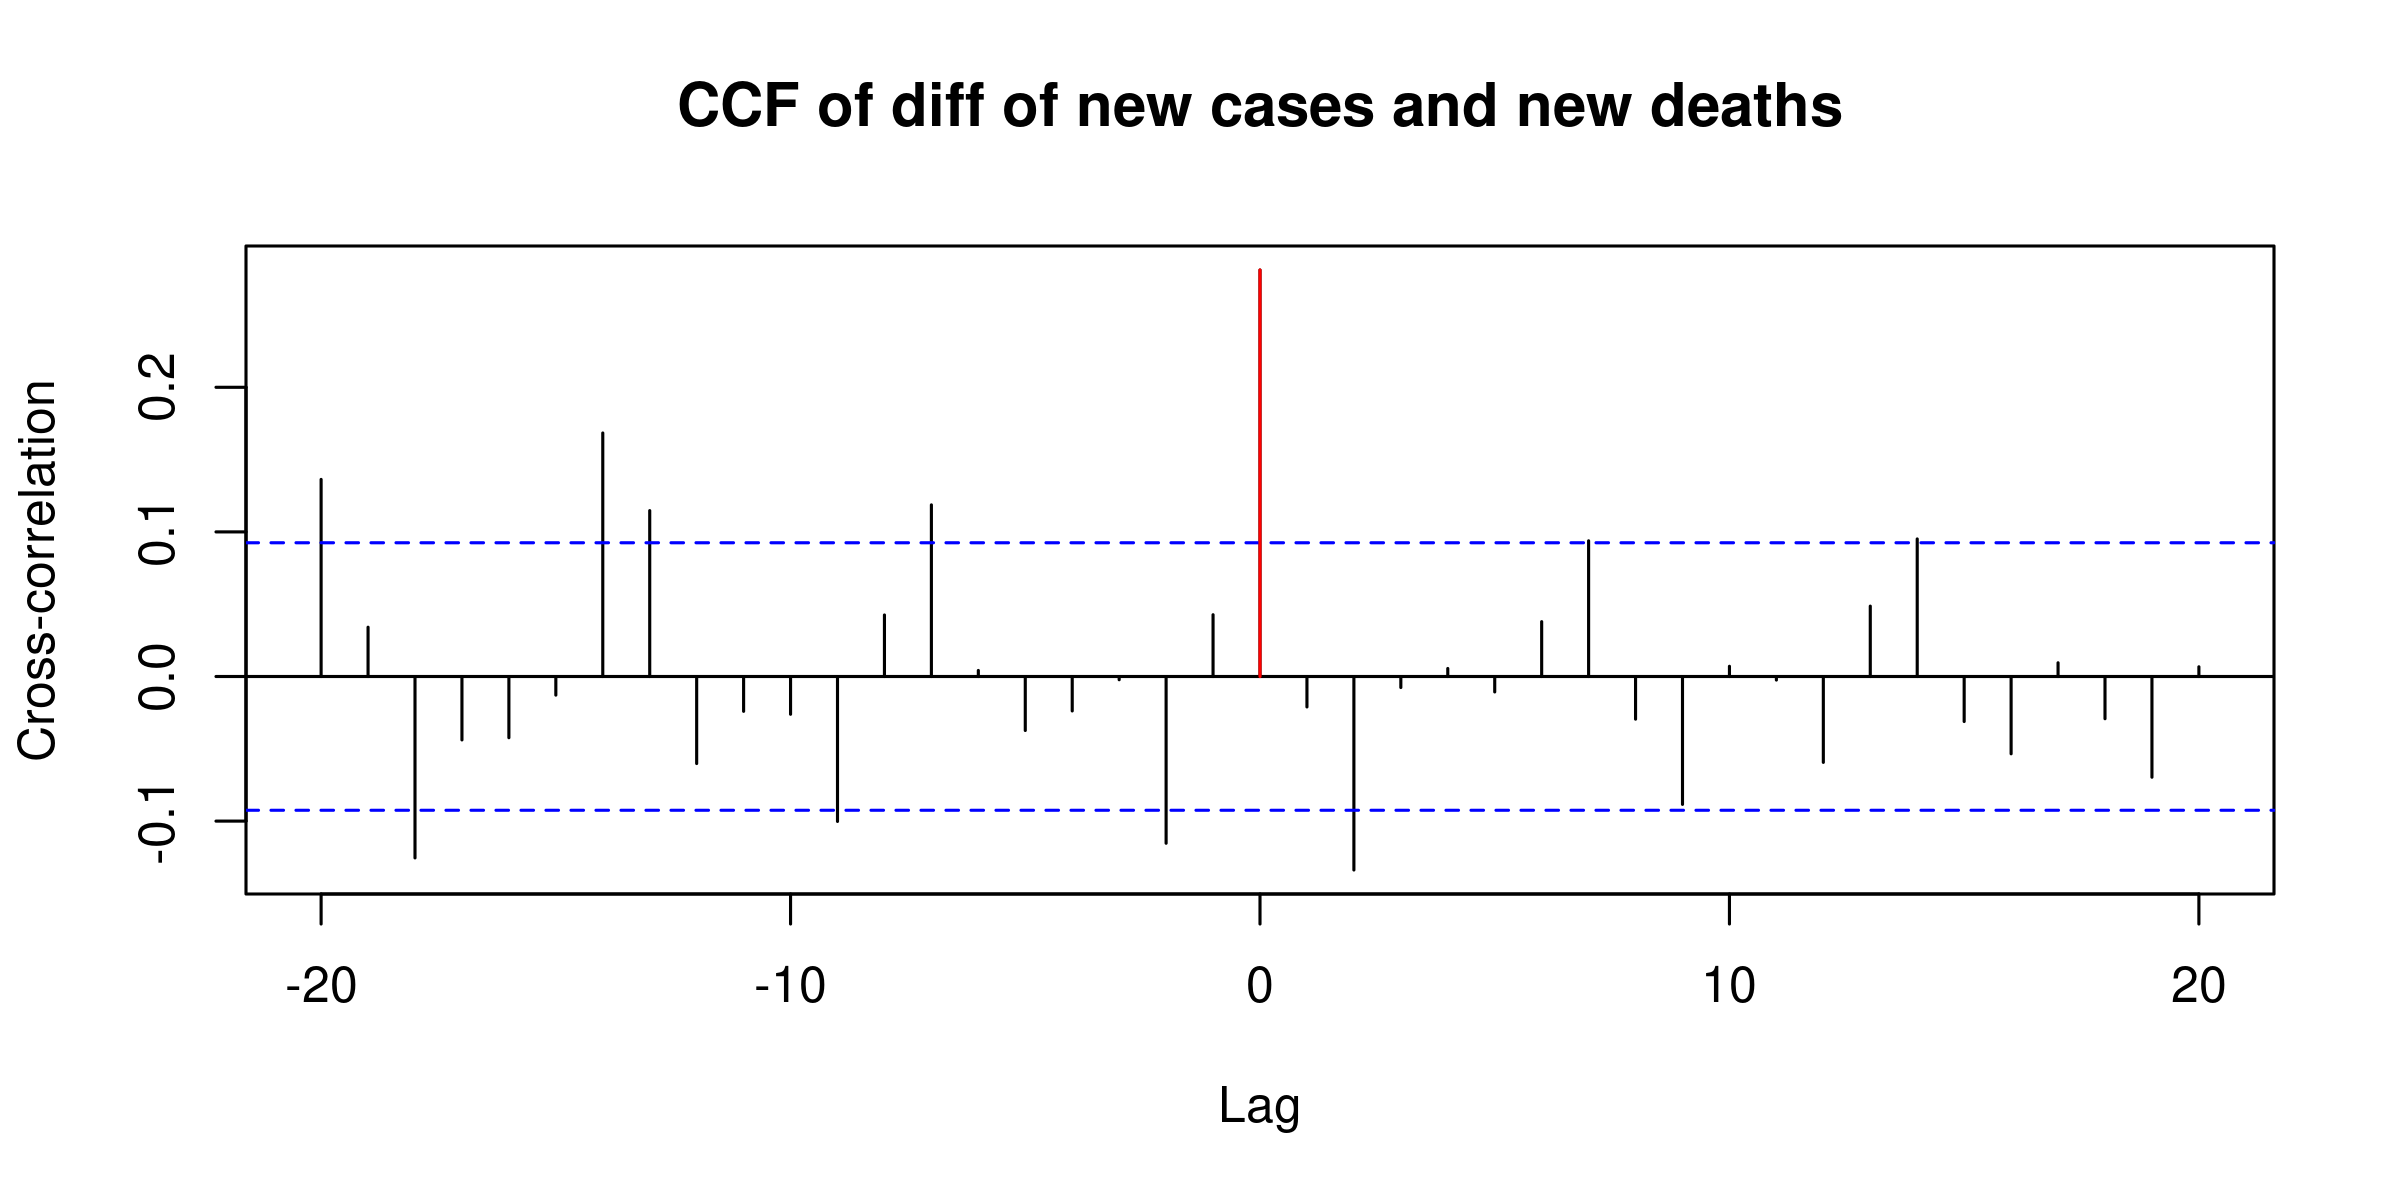 CCF of diff of new cases and new deaths
Cross-correlation
0.2
0.1
0.0
-0.1
-20 -10 0 10 20
Lag